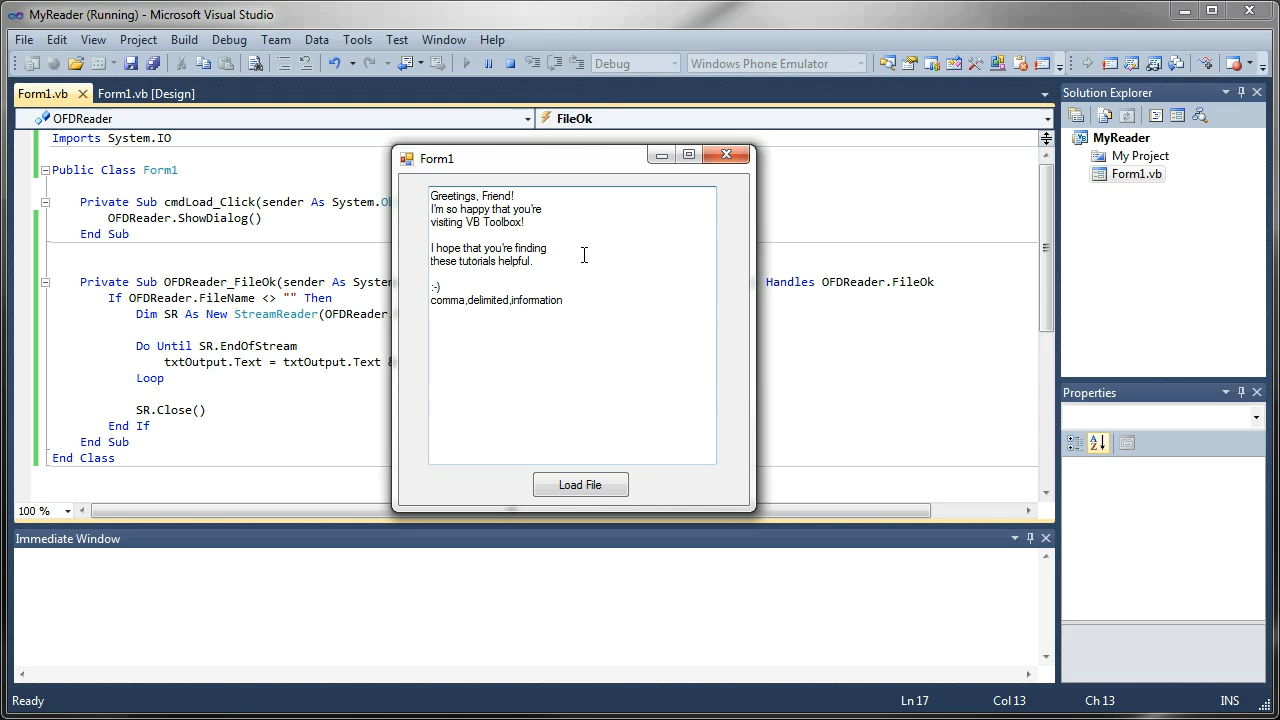 MyReader (Running) - Microsoft Visual Studio
File Edit View Project Build Debug Team Data Tools Test Window Help
Debug Windows Phone Emulator
Form1.vb Form1.vb [Design]
OFDReader FileOk
Imports System.IO
Public Class Form1
Private Sub cmdLoad_Click(sender As System.
OFDReader.ShowDialog()
End Sub
Private Sub OFDReader_FileOk(sender As System. Handles OFDReader.FileOk
If OFDReader.FileName <> "" Then
Dim SR As New StreamReader(OFDReader.
Do Until SR.EndOfStream
txtOutput.Text = txtOutput.Text &
Loop
SR.Close()
End If
End Sub
End Class
100 %
Form1
Greetings, Friend!
I'm so happy that you're
visiting VB Toolbox!
I hope that you're finding
these tutorials helpful.
:-)
comma,delimited,information
Load File
Solution Explorer
MyReader
My Project
Form1.vb
Properties
Immediate Window
Ready Ln 17 Col 13 Ch 13 INS